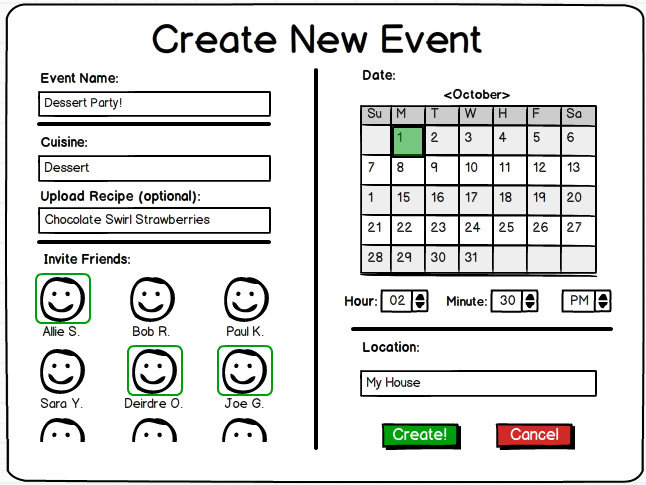 Create New Event
Event Name:
Dessert Party!
Cuisine:
Dessert
Upload Recipe (optional):
Chocolate Swirl Strawberries
Invite Friends:
Allie S. Bob R. Paul K.
Sara Y. Deirdre O. Joe G.
Date:
<October>
Su M T W H F Sa
1 2 3 4 5 6
7 8 9 10 11 12 13
1 15 16 17 18 19 20
21 22 23 24 25 26 27
28 29 30 31
Hour: 02 Minute: 30 PM
Location:
My House
Create! Cancel